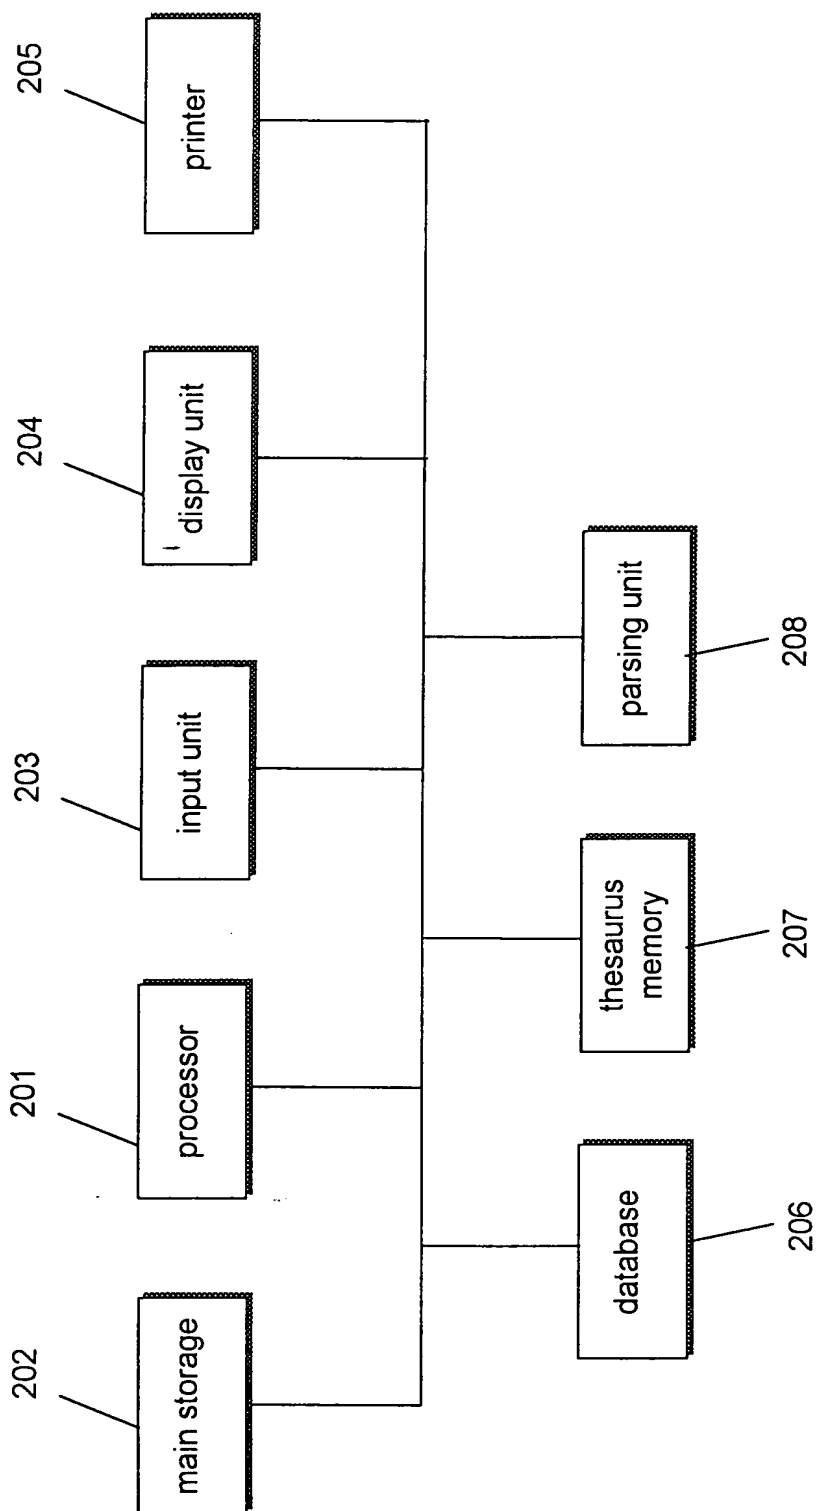 202
201
203
204
205
main storage
processor
input unit
display unit
printer
database
thesaurus
memory
parsing unit
206
207
208